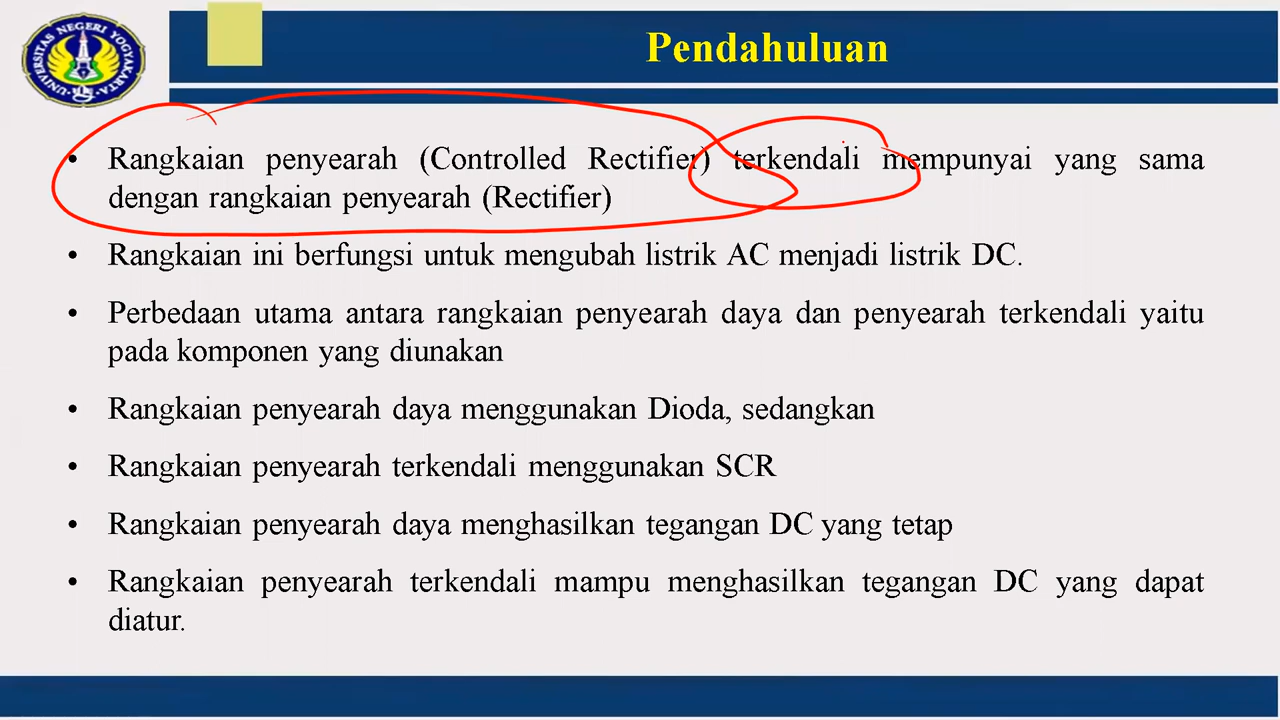 UNIVERSITAS NEGERI YOGYAKARTA
Pendahuluan
• Rangkaian penyearah (Controlled Rectifier) terkendali mempunyai yang sama
dengan rangkaian penyearah (Rectifier)
• Rangkaian ini berfungsi untuk mengubah listrik AC menjadi listrik DC.
• Perbedaan utama antara rangkaian penyearah daya dan penyearah terkendali yaitu
pada komponen yang diunakan
• Rangkaian penyearah daya menggunakan Dioda, sedangkan
• Rangkaian penyearah terkendali menggunakan SCR
• Rangkaian penyearah daya menghasilkan tegangan DC yang tetap
• Rangkaian penyearah terkendali mampu menghasilkan tegangan DC yang dapat
diatur.